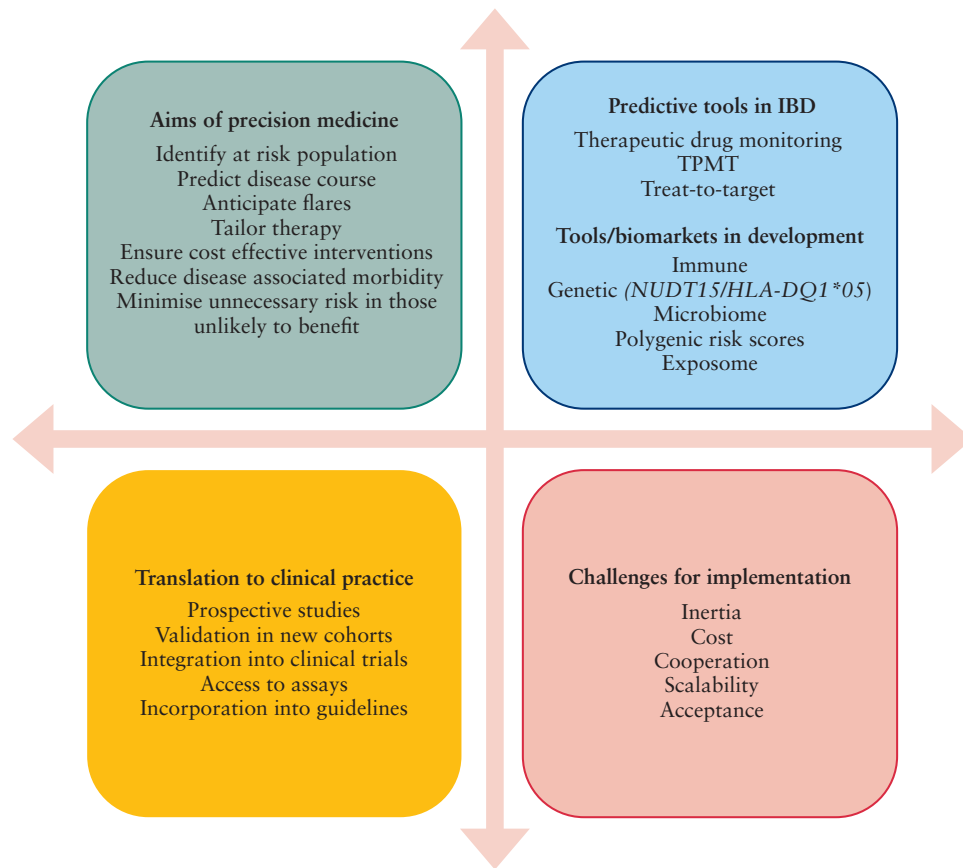 Aims of precision medicine
Identify at risk population
Predict disease course
Anticipate flares
Tailor therapy
Ensure cost effective interventions
Reduce disease associated morbidity
Minimise unnecessary risk in those
unlikely to benefit
Predictive tools in IBD
Therapeutic drug monitoring
TPMT
Treat-to-target
Tools/biomarkets in development
Immune
Genetic (NUDT15/HLA-DQ1*05)
Microbiome
Polygenic risk scores
Exposome
Translation to clinical practice
Prospective studies
Validation in new cohorts
Integration into clinical trials
Access to assays
Incorporation into guidelines
Challenges for implementation
Inertia
Cost
Cooperation
Scalability
Acceptance